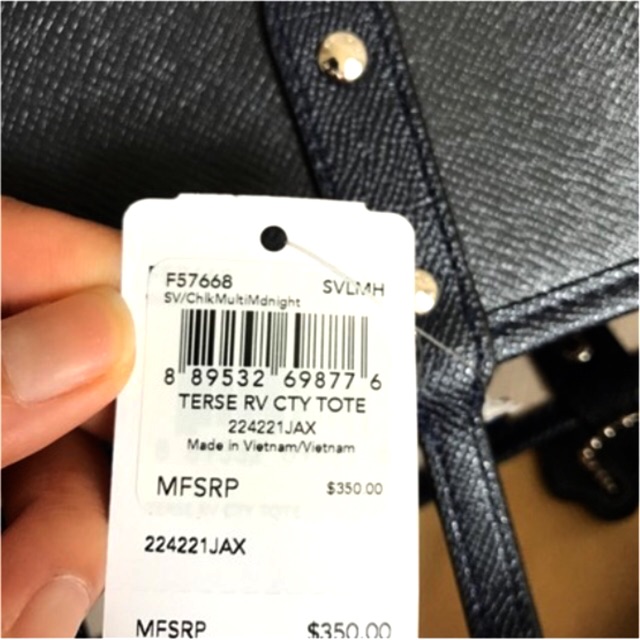 F57668 SVLMH
SV/ChlkMultiMdnight
8 89532 69877 6
TERSE RV CTY TOTE
224221JAX
Made in Vietnam/Vietnam
MFSRP $350.00
224221JAX
MFSRP $350.00